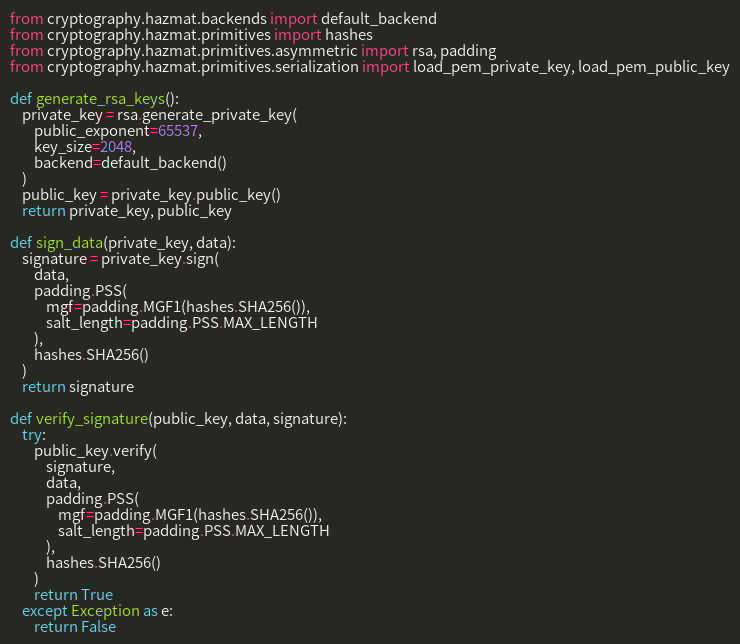 from cryptography.hazmat.backends import default_backend
from cryptography.hazmat.primitives import hashes
from cryptography.hazmat.primitives.asymmetric import rsa, padding
from cryptography.hazmat.primitives.serialization import load_pem_private_key, load_pem_public_key

def generate_rsa_keys():
    private_key = rsa.generate_private_key(
        public_exponent=65537,
        key_size=2048,
        backend=default_backend()
    )
    public_key = private_key.public_key()
    return private_key, public_key

def sign_data(private_key, data):
    signature = private_key.sign(
        data,
        padding.PSS(
            mgf=padding.MGF1(hashes.SHA256()),
            salt_length=padding.PSS.MAX_LENGTH
        ),
        hashes.SHA256()
    )
    return signature

def verify_signature(public_key, data, signature):
    try:
        public_key.verify(
            signature,
            data,
            padding.PSS(
                mgf=padding.MGF1(hashes.SHA256()),
                salt_length=padding.PSS.MAX_LENGTH
            ),
            hashes.SHA256()
        )
        return True
    except Exception as e:
        return False